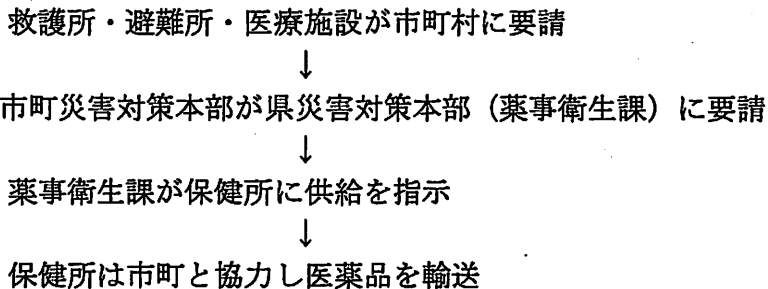 救護所・避難所・医療施設が市町村に要請
↓
市町災害対策本部が県災害対策本部（薬事衛生課）に要請
↓
薬事衛生課が保健所に供給を指示
↓
保健所は市町と協力し医薬品を輸送